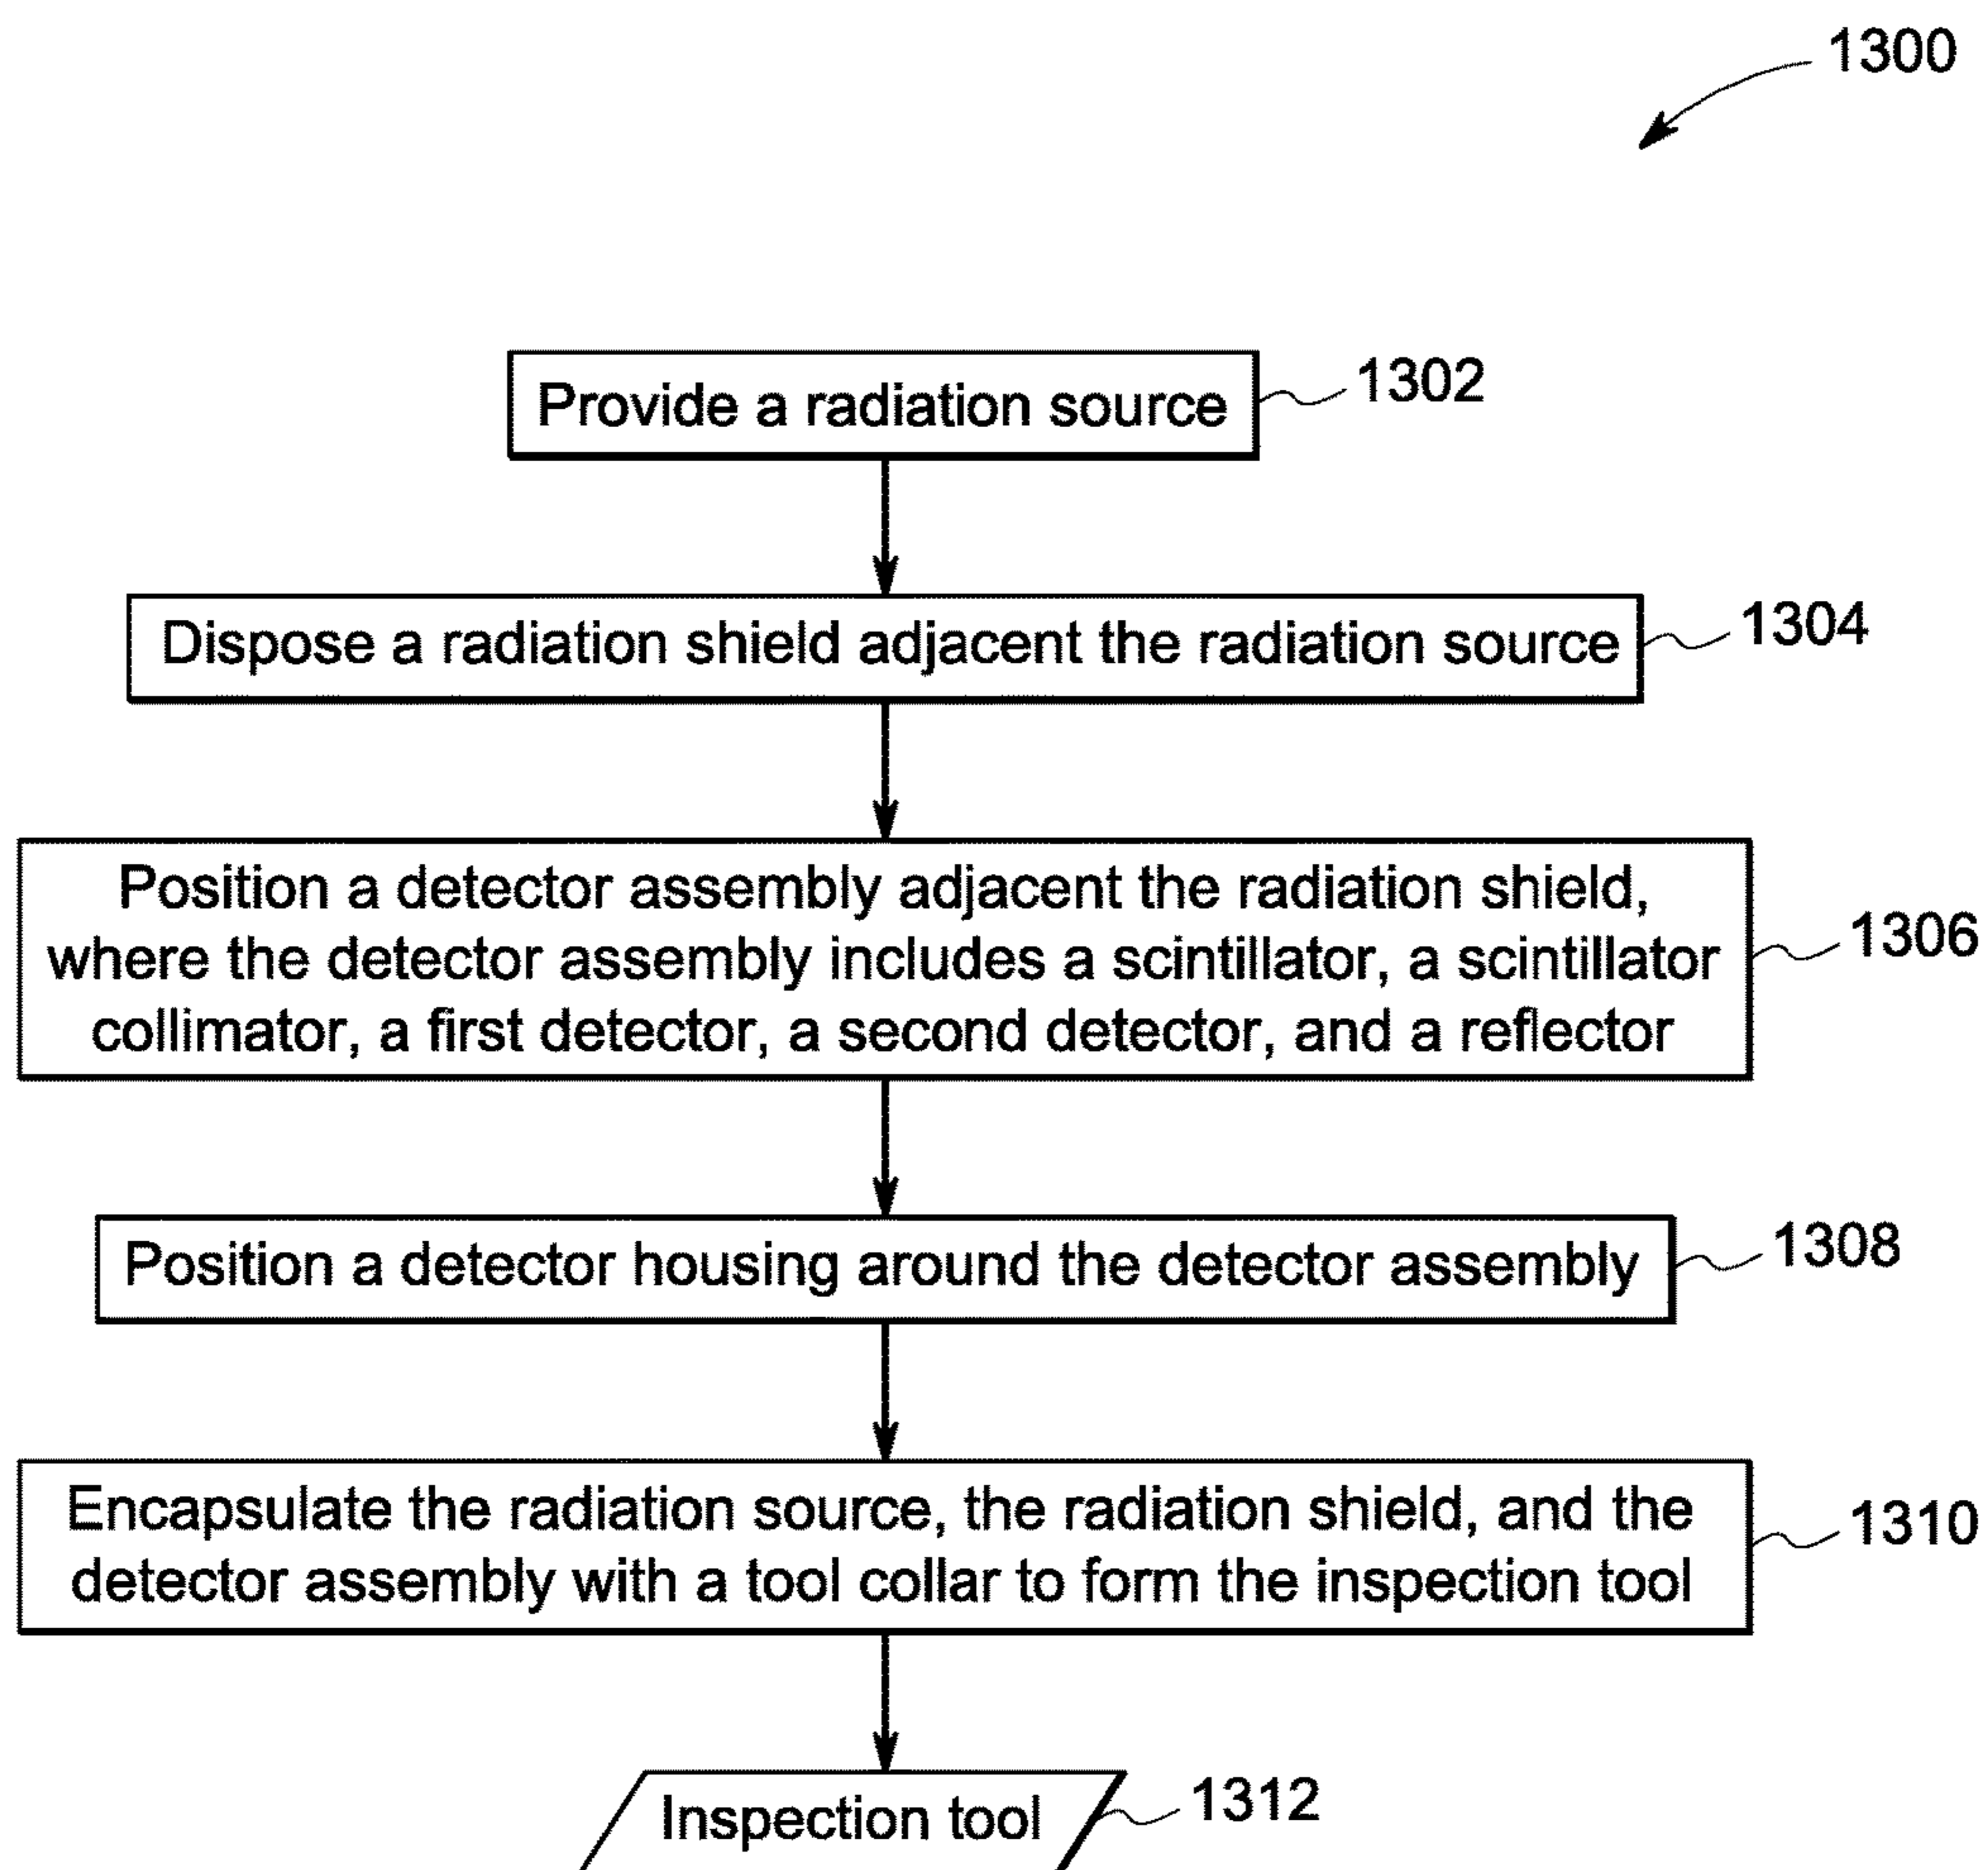 1300
Provide a radiation source
1302
Dispose a radiation shield adjacent the radiation source
1304
Position a detector assembly adjacent the radiation shield,
where the detector assembly includes a scintillator, a scintillator
collimator, a first detector, a second detector, and a reflector
1306
Position a detector housing around the detector assembly
1308
Encapsulate the radiation source, the radiation shield, and the
detector assembly with a tool collar to form the inspection tool
1310
Inspection tool
1312